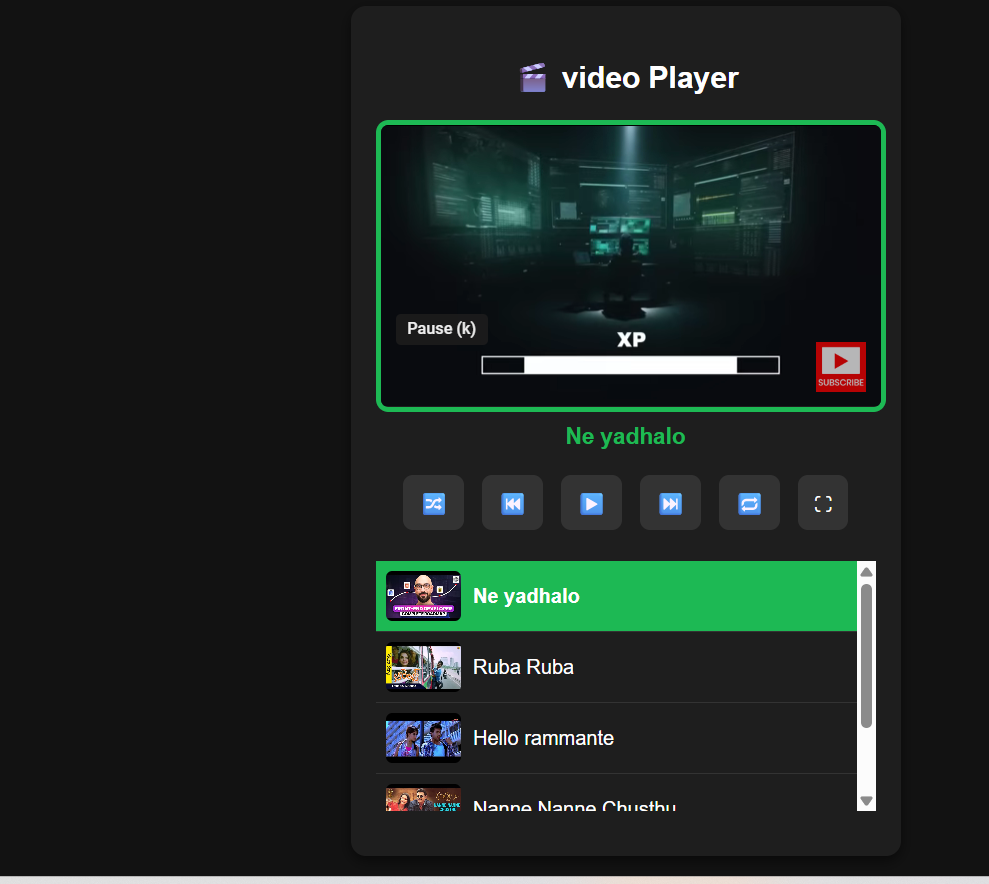 video Player
Pause (k)
XP
SUBSCRIBE
Ne yadhalo
Ne yadhalo
Ruba Ruba
Hello rammante
Nanne Nanne Chusthu